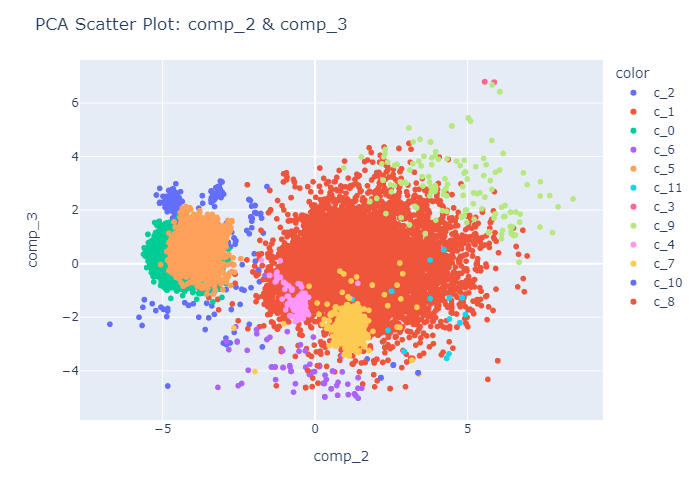 PCA Scatter Plot: comp_2 & comp_3
color
c_2
c_1
c_0
c_6
c_5
c_11
c_3
c_9
c_4
c_7
c_10
c_8
6
4
2
0
−2
−4
comp_3
−5
0
5
comp_2